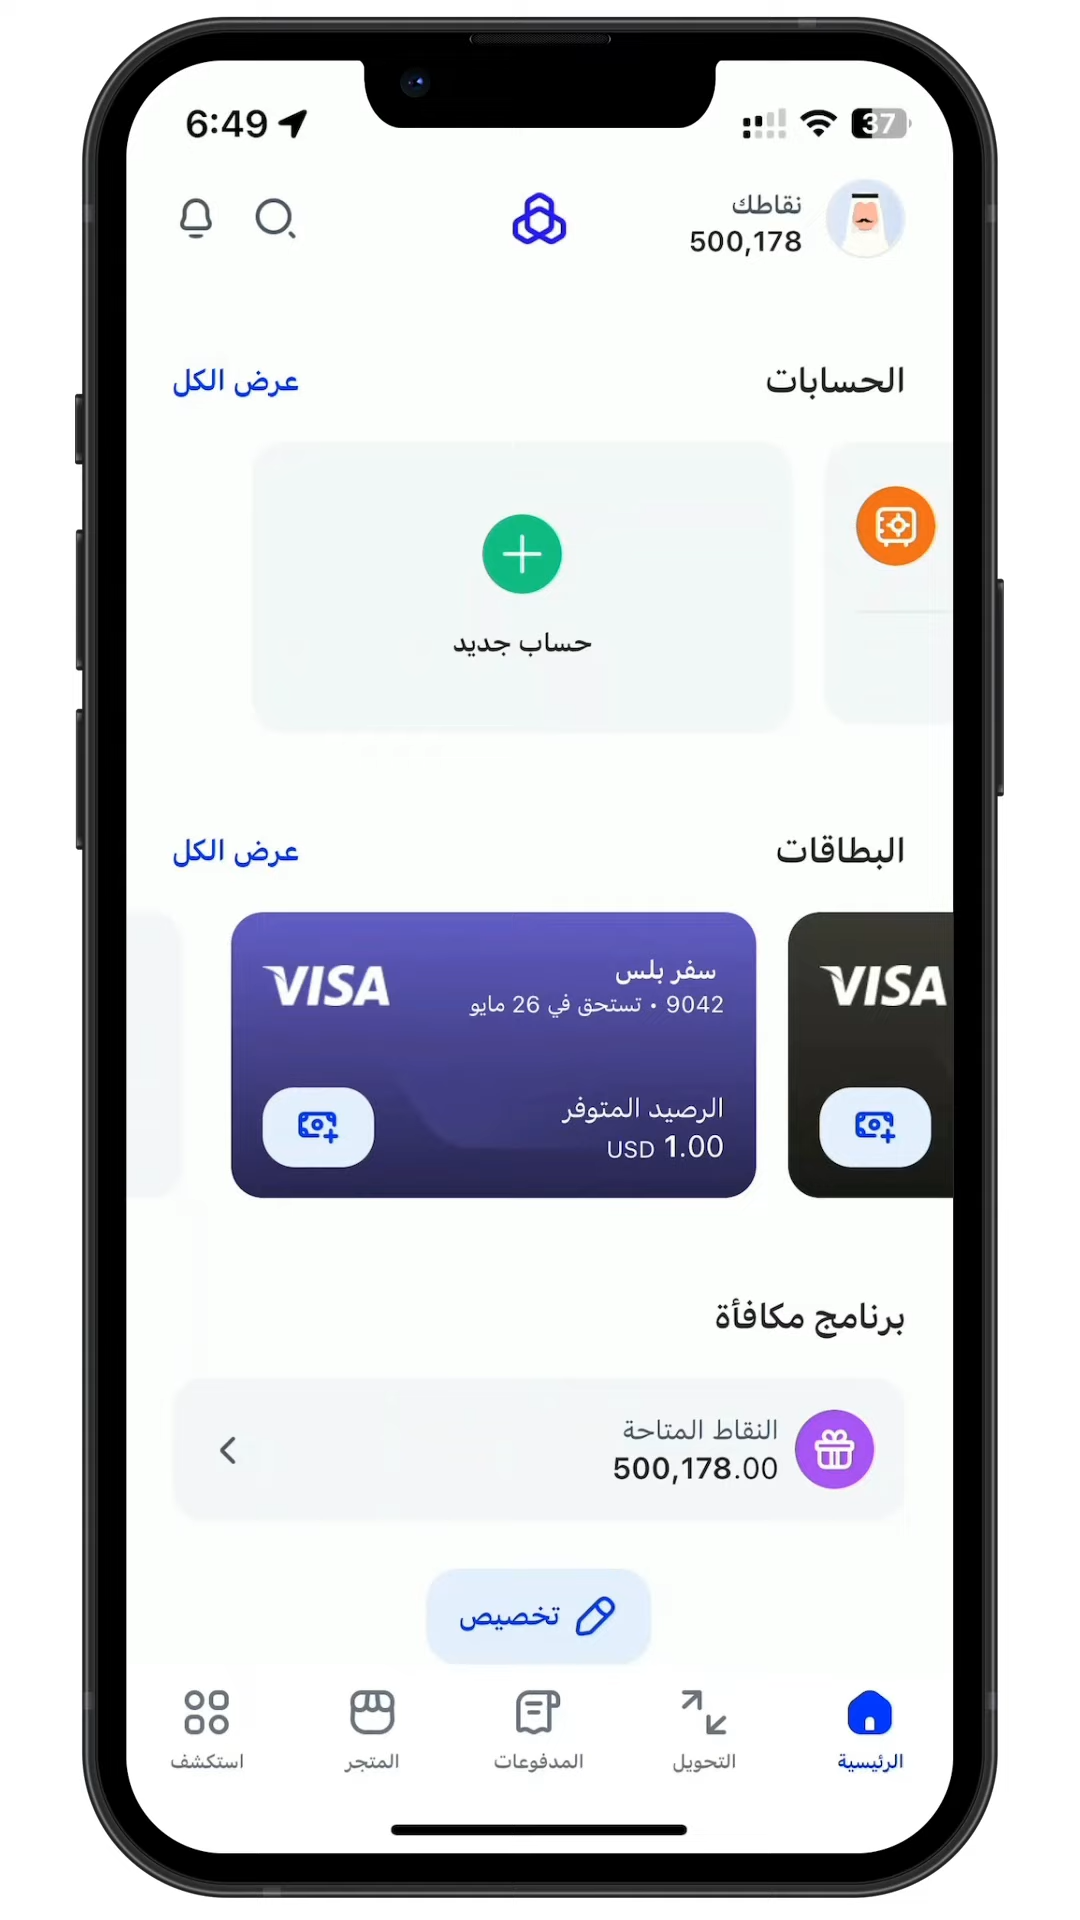 6:49
37
نقاطك
500,178
الحسابات
عرض الكل
حساب جديد
البطاقات
عرض الكل
VISA
سفر بلس
VISA
9042 • تستحق في 26 مايو
الرصيد المتوفر
USD 1.00
برنامج مكافأة
النقاط المتاحة
500,178.00
تخصيص
الرئيسية
التحويل
المدفوعات
المتجر
استكشف